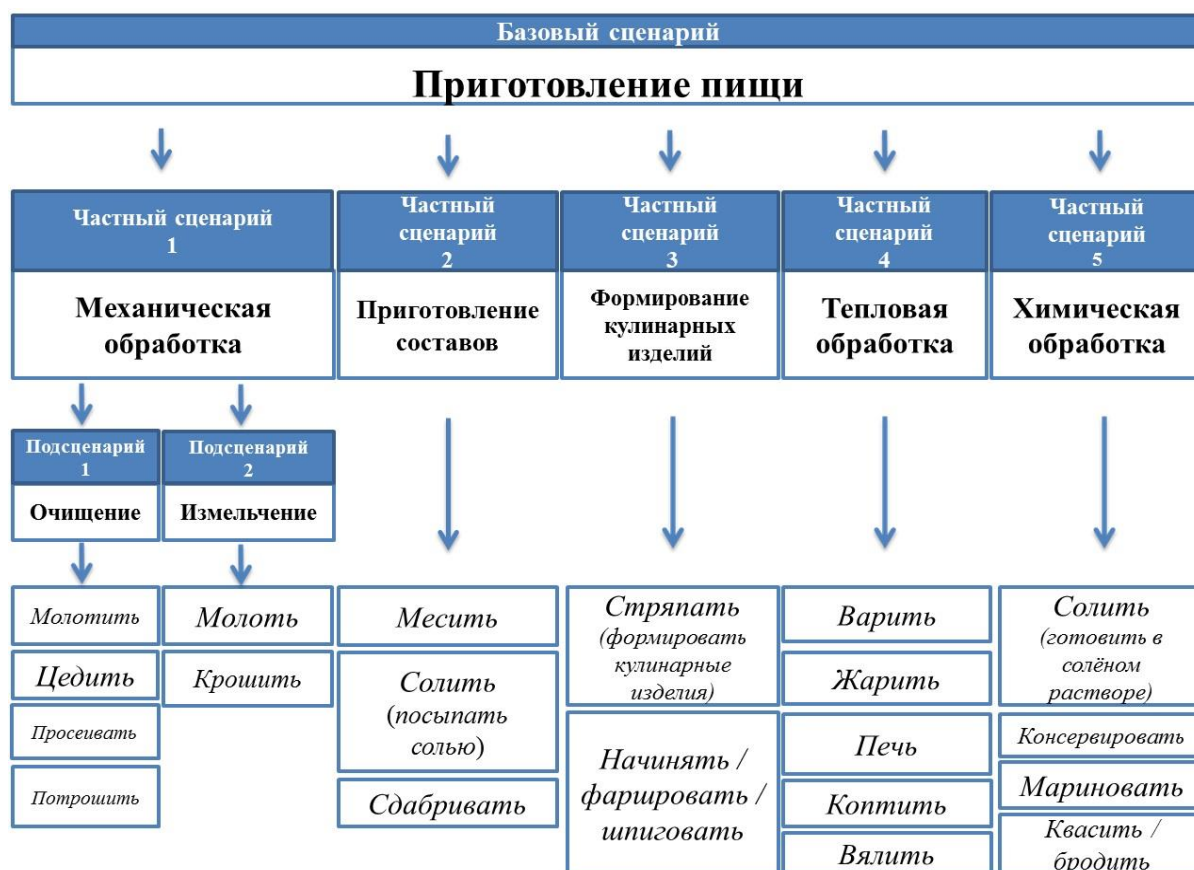 Базовый сценарий
Приготовление пищи
Частный сценарий
1
Механическая
обработка
Частный
сценарий
2
Приготовление
составов
Частный
сценарий
3
Формирование
кулинарных
изделий
Частный
сценарий
4
Тепловая
обработка
Частный
сценарий
5
Химическая
обработка
Подсценарий
1
Очищение
Подсценарий
2
Измельчение
Молотить
Цедить
Просеивать
Потрошить
Молоть
Крошить
Месить
Солить
(посыпать
солью)
Сдабривать
Стряпать
(формировать
кулинарные
изделия)
Начинять /
фаршировать /
шпиговать
Варить
Жарить
Печь
Коптить
Вялить
Солить
(готовить в
солёном
растворе)
Консервировать
Мариновать
Квасить /
бродить